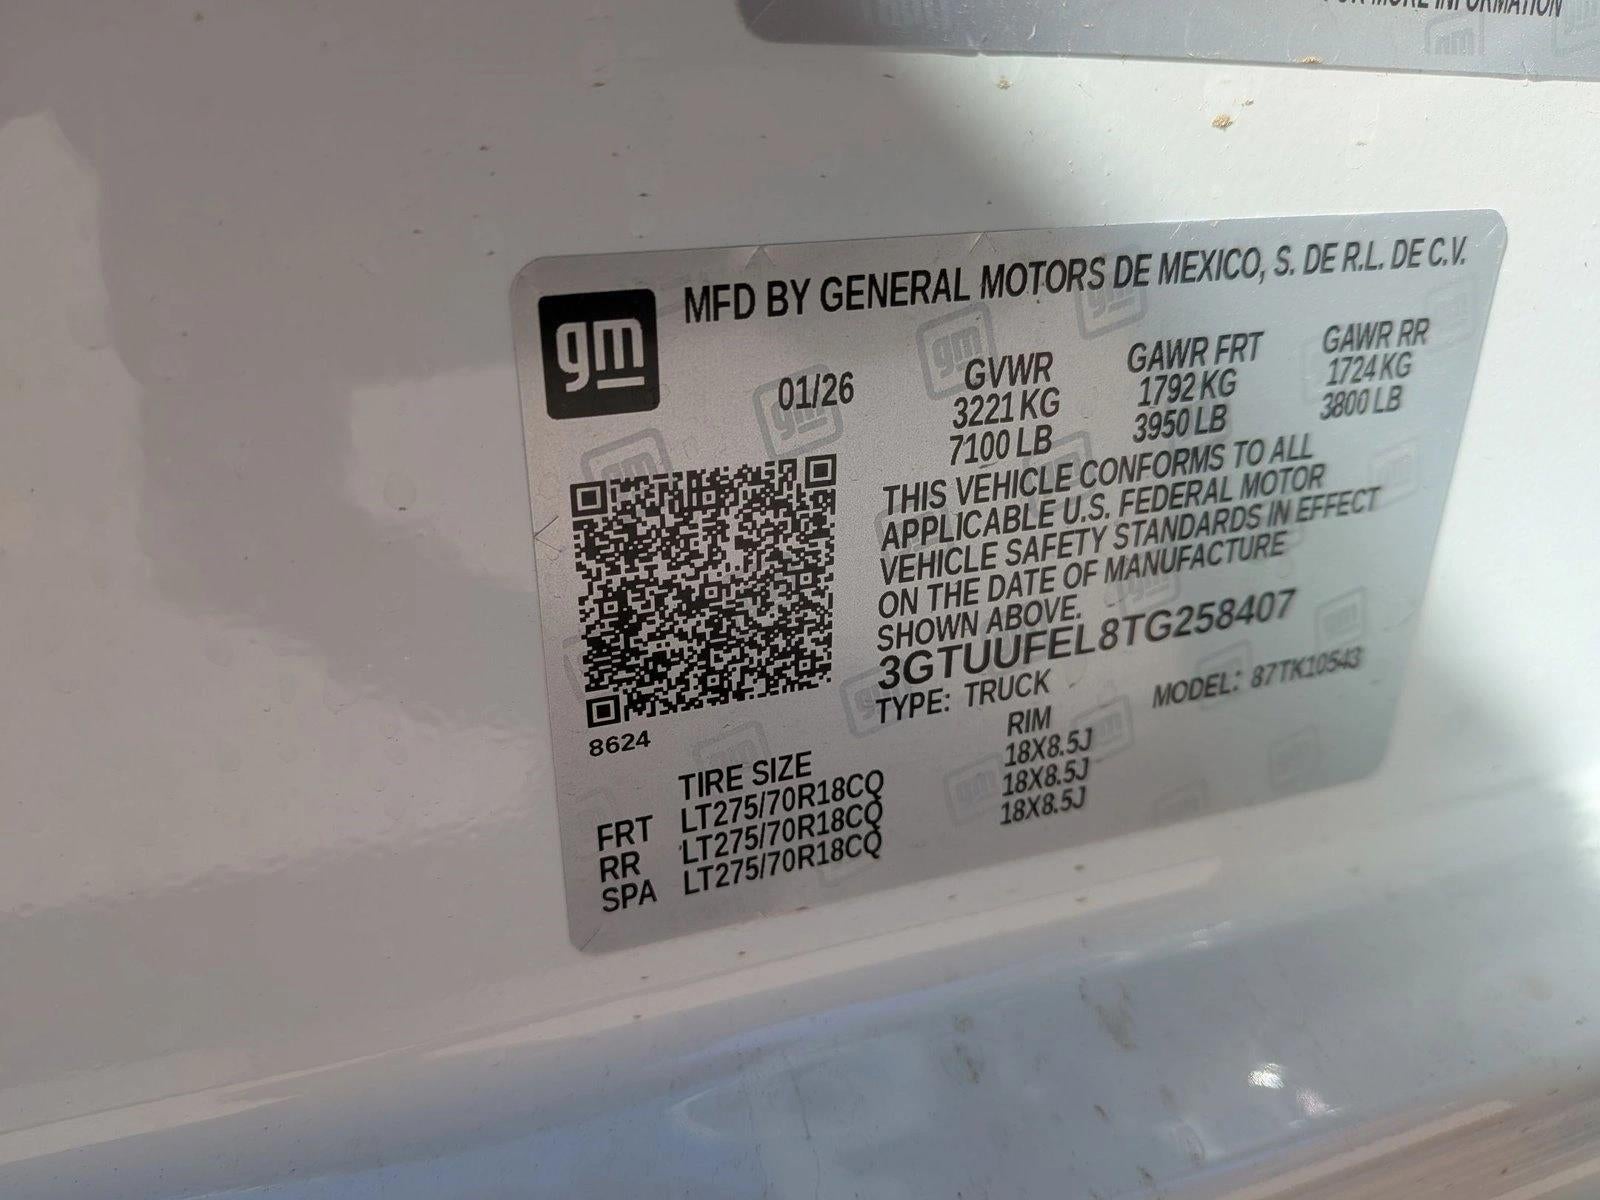 FOR MORE INFORMATION
gm
MFD BY GENERAL MOTORS DE MEXICO, S. DE R.L. DE C.V.
01/26
GVWR
3221 KG
7100 LB
GAWR FRT
1792 KG
3950 LB
GAWR RR
1724 KG
3800 LB
THIS VEHICLE CONFORMS TO ALL
APPLICABLE U.S. FEDERAL MOTOR
VEHICLE SAFETY STANDARDS IN EFFECT
ON THE DATE OF MANUFACTURE
SHOWN ABOVE.
3GTUUFEL8TG258407
TYPE: TRUCK MODEL: 87TK10543
8624
TIRE SIZE RIM
FRT LT275/70R18CQ 18X8.5J
RR LT275/70R18CQ 18X8.5J
SPA LT275/70R18CQ 18X8.5J